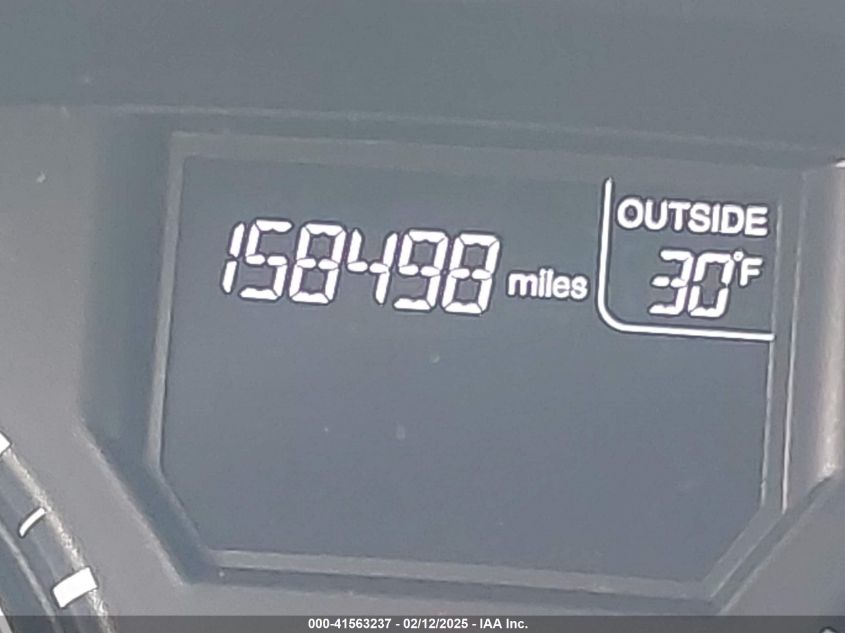 158498 miles
OUTSIDE
30°F
000-41563237 - 02/12/2025 - IAA Inc.